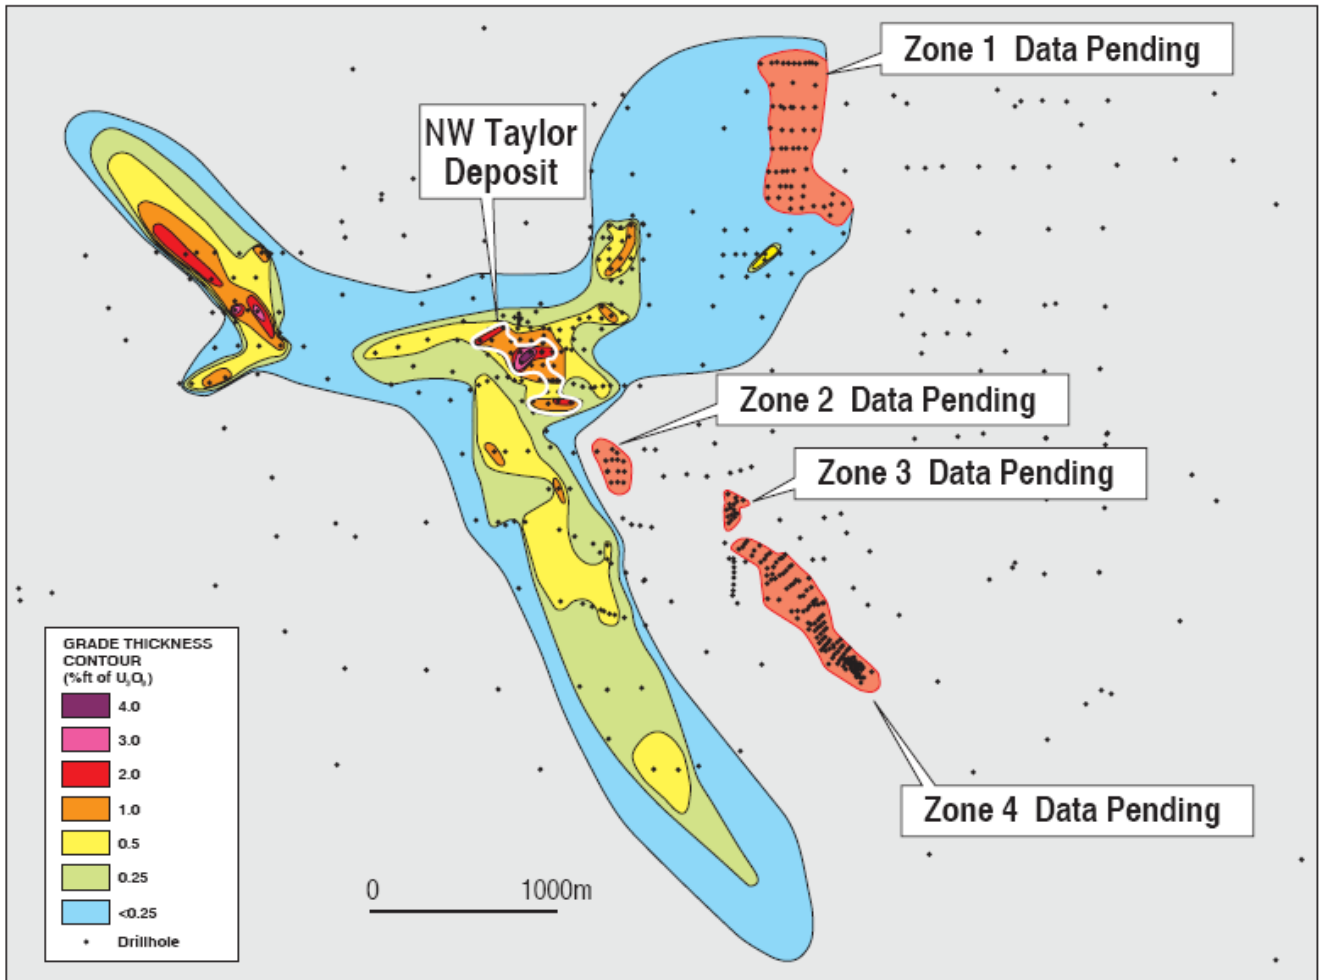 Zone 1 Data Pending
NW Taylor
Deposit
Zone 2 Data Pending
Zone 3 Data Pending
Zone 4 Data Pending
GRADE THICKNESS
CONTOUR
(%ft of U₃O₈)
4.0
3.0
2.0
1.0
0.5
0.25
<0.25
Drillhole
0 1000m